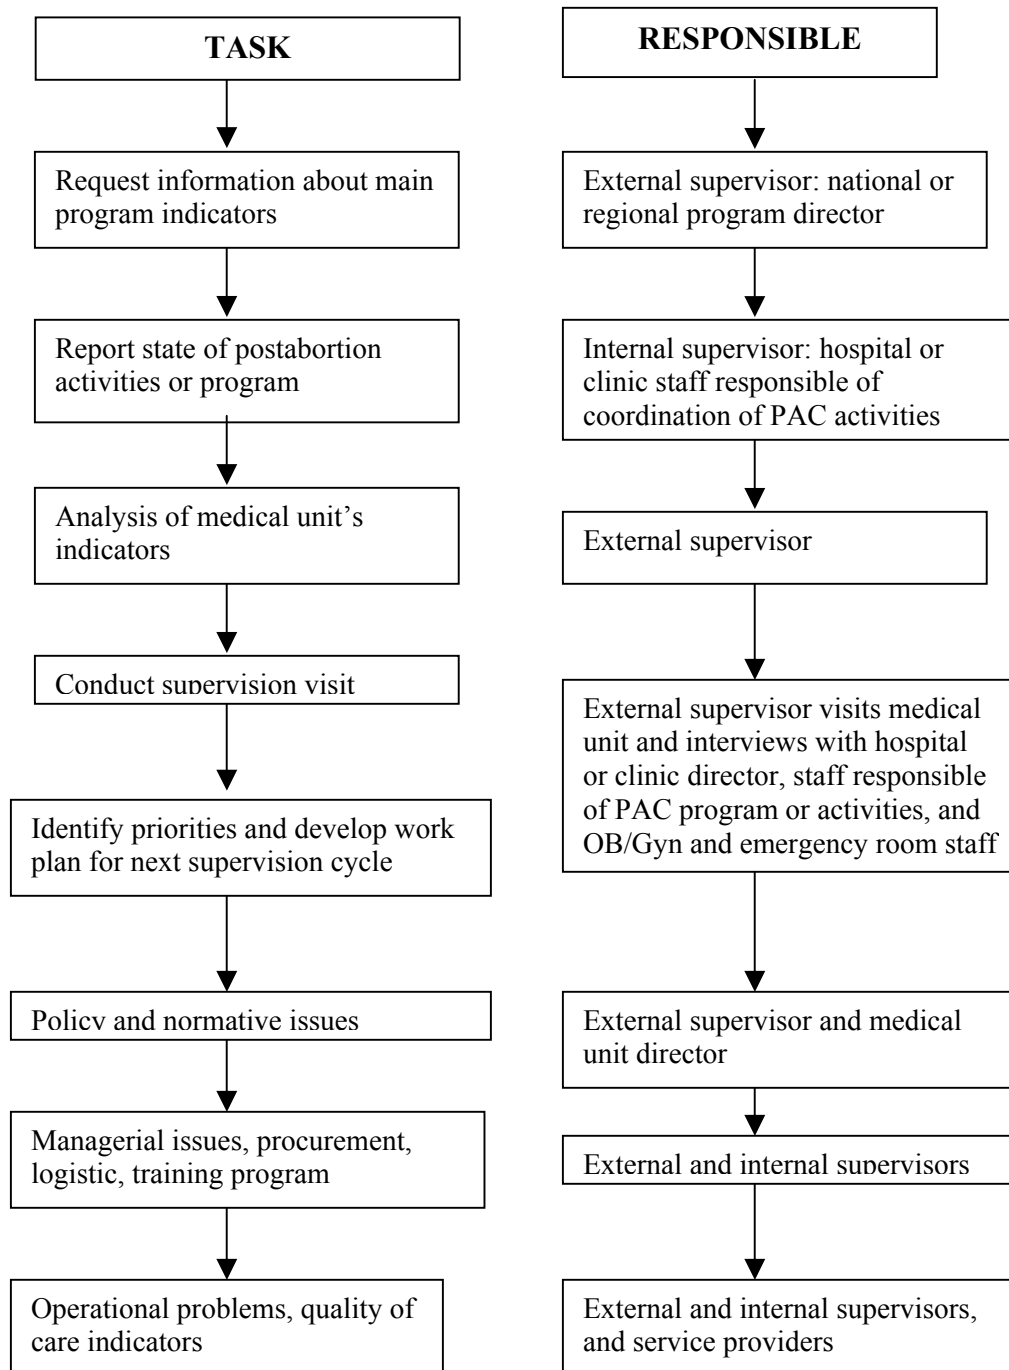 TASK
Request information about main
program indicators
Report state of postabortion
activities or program
Analysis of medical unit's
indicators
Conduct supervision visit
Identify priorities and develop work
plan for next supervision cycle
Policy and normative issues
Managerial issues, procurement,
logistic, training program
Operational problems, quality of
care indicators
RESPONSIBLE
External supervisor: national or
regional program director
Internal supervisor: hospital or
clinic staff responsible of
coordination of PAC activities
External supervisor
External supervisor visits medical
unit and interviews with hospital
or clinic director, staff responsible
of PAC program or activities, and
OB/Gyn and emergency room staff
External supervisor and medical
unit director
External and internal supervisors
External and internal supervisors,
and service providers